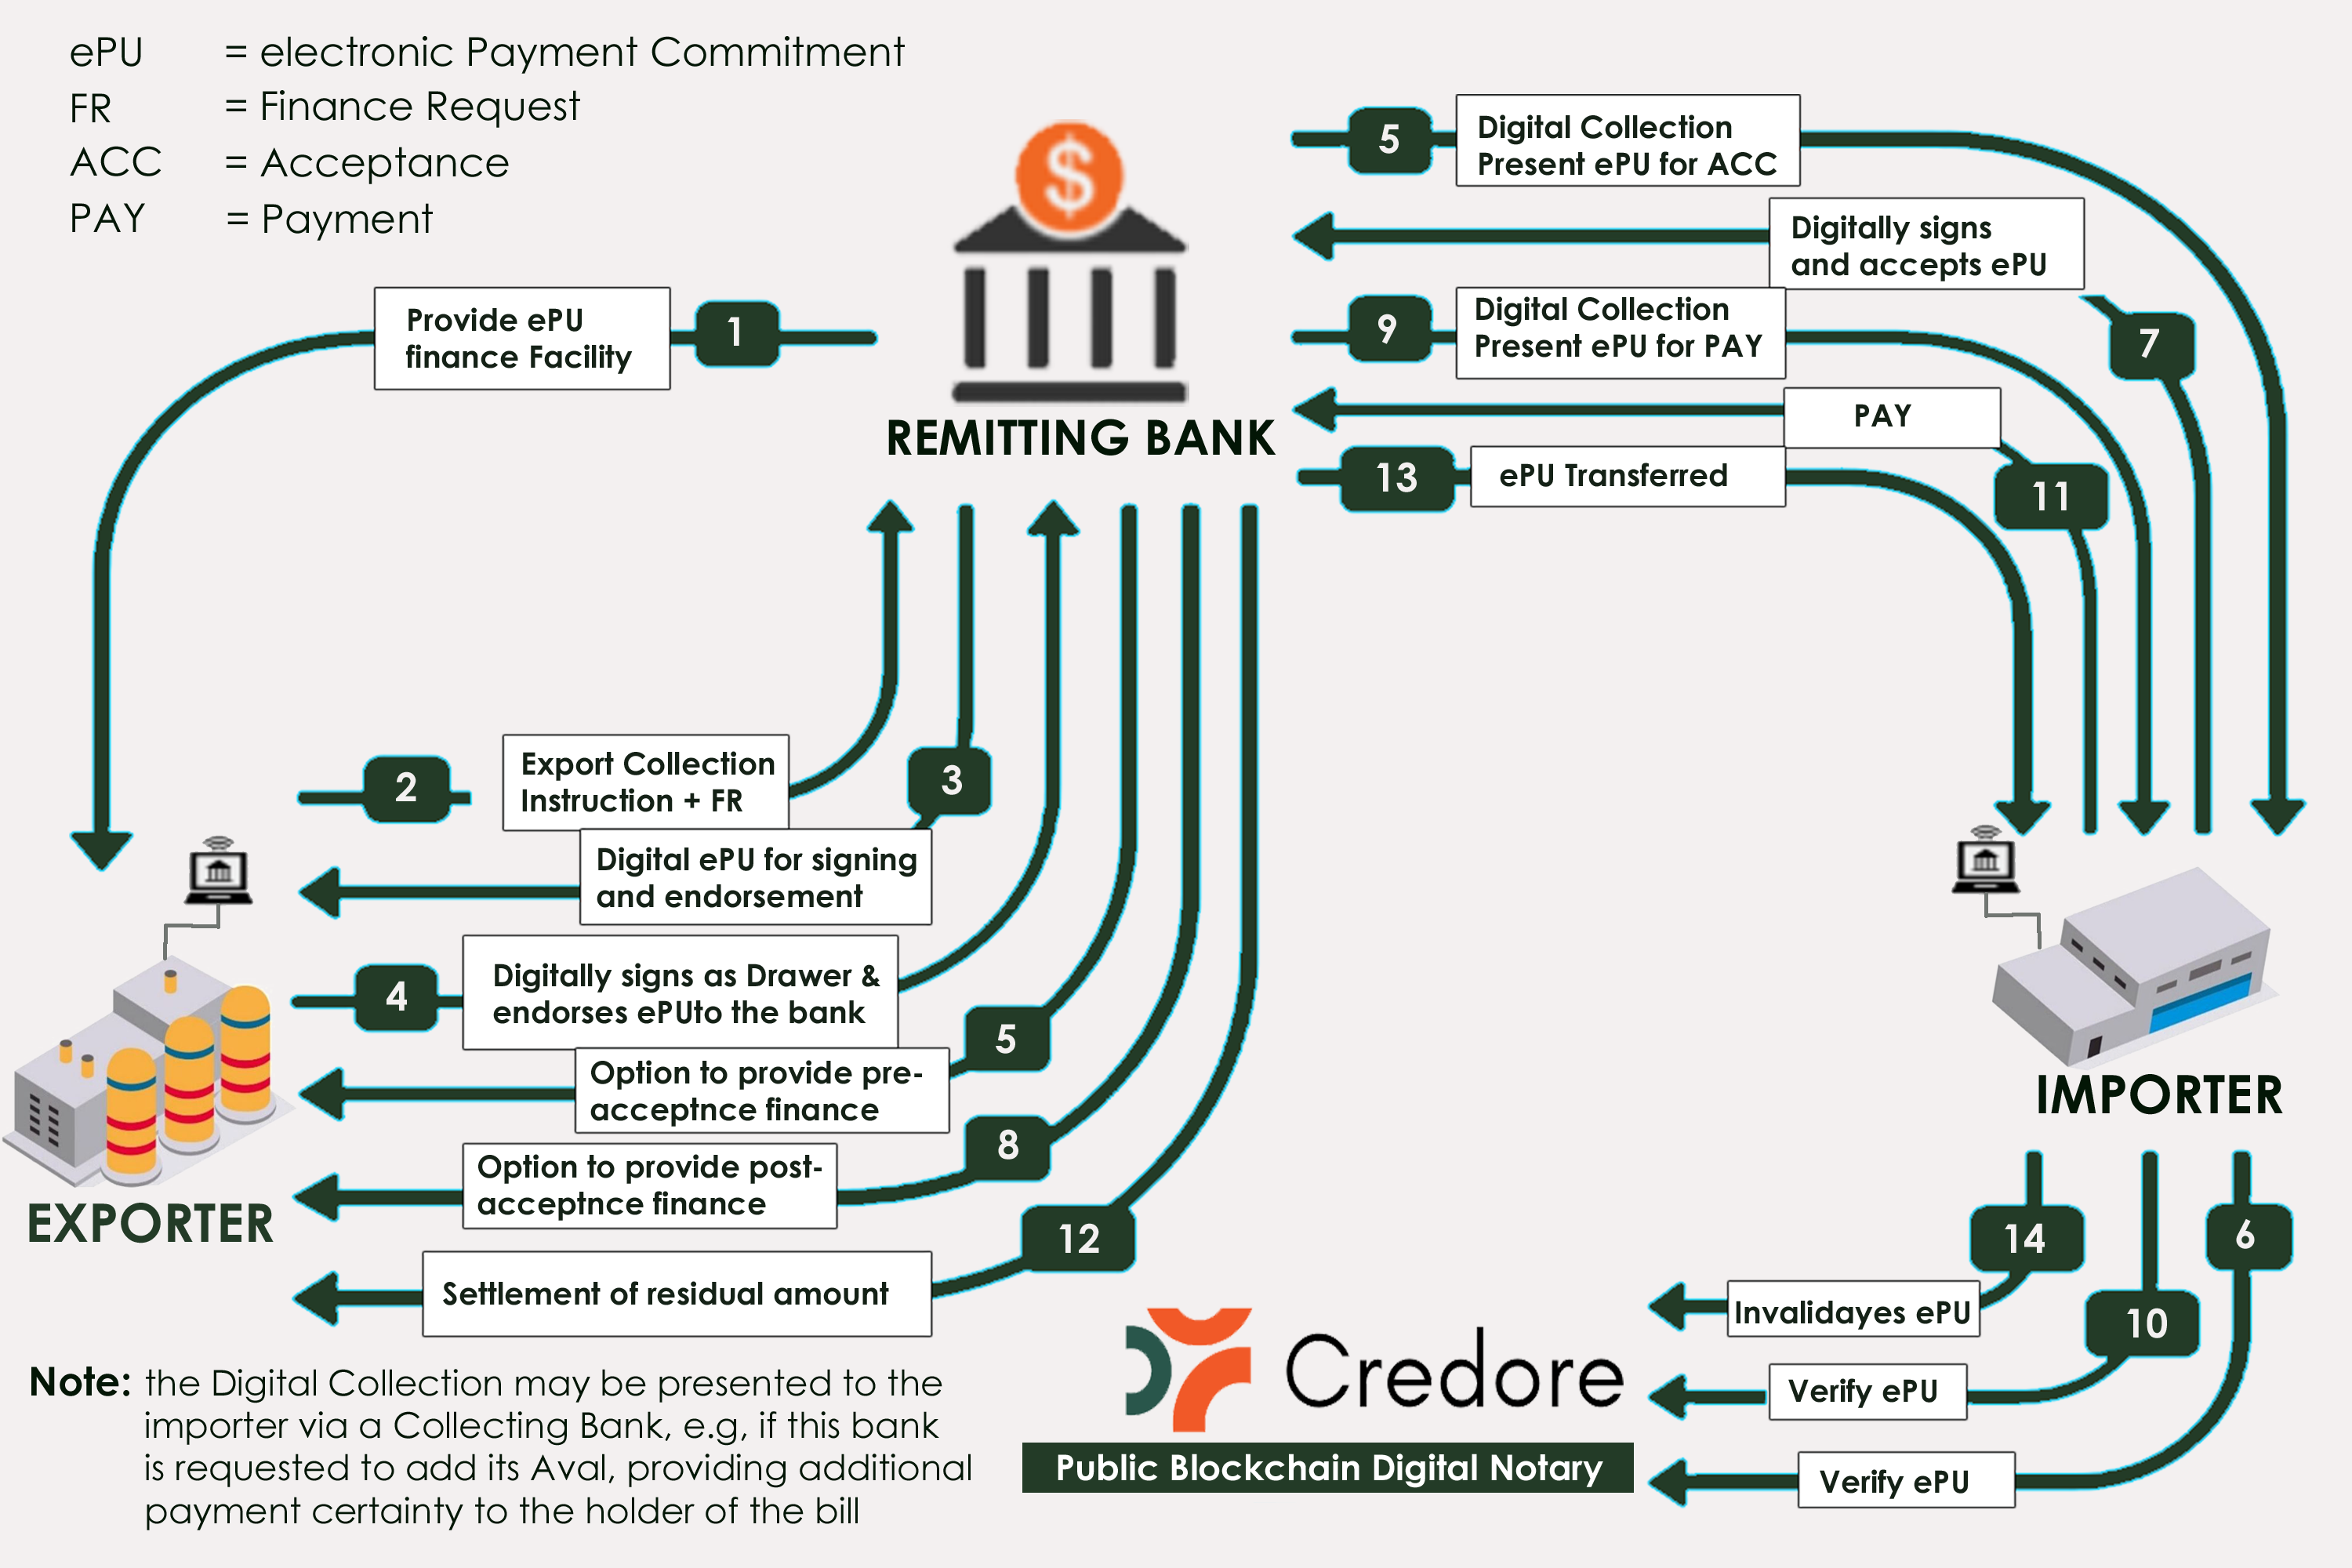 ePU = electronic Payment Commitment
FR = Finance Request
ACC = Acceptance
PAY = Payment
1
Provide ePU
finance Facility
REMITTING BANK
5
Digital Collection
Present ePU for ACC
Digitally signs
and accepts ePU
7
9
Digital Collection
Present ePU for PAY
PAY
11
13
ePU Transferred
2
Export Collection
Instruction + FR
3
Digital ePU for signing
and endorsement
4
Digitally signs as Drawer &
endorses ePUto the bank
5
Option to provide pre-
acceptnce finance
8
Option to provide post-
acceptnce finance
12
Settlement of residual amount
EXPORTER
IMPORTER
14
Invalidayes ePU
10
Verify ePU
6
Verify ePU
Credore
Public Blockchain Digital Notary
Note: the Digital Collection may be presented to the
importer via a Collecting Bank, e.g, if this bank
is requested to add its Aval, providing additional
payment certainty to the holder of the bill